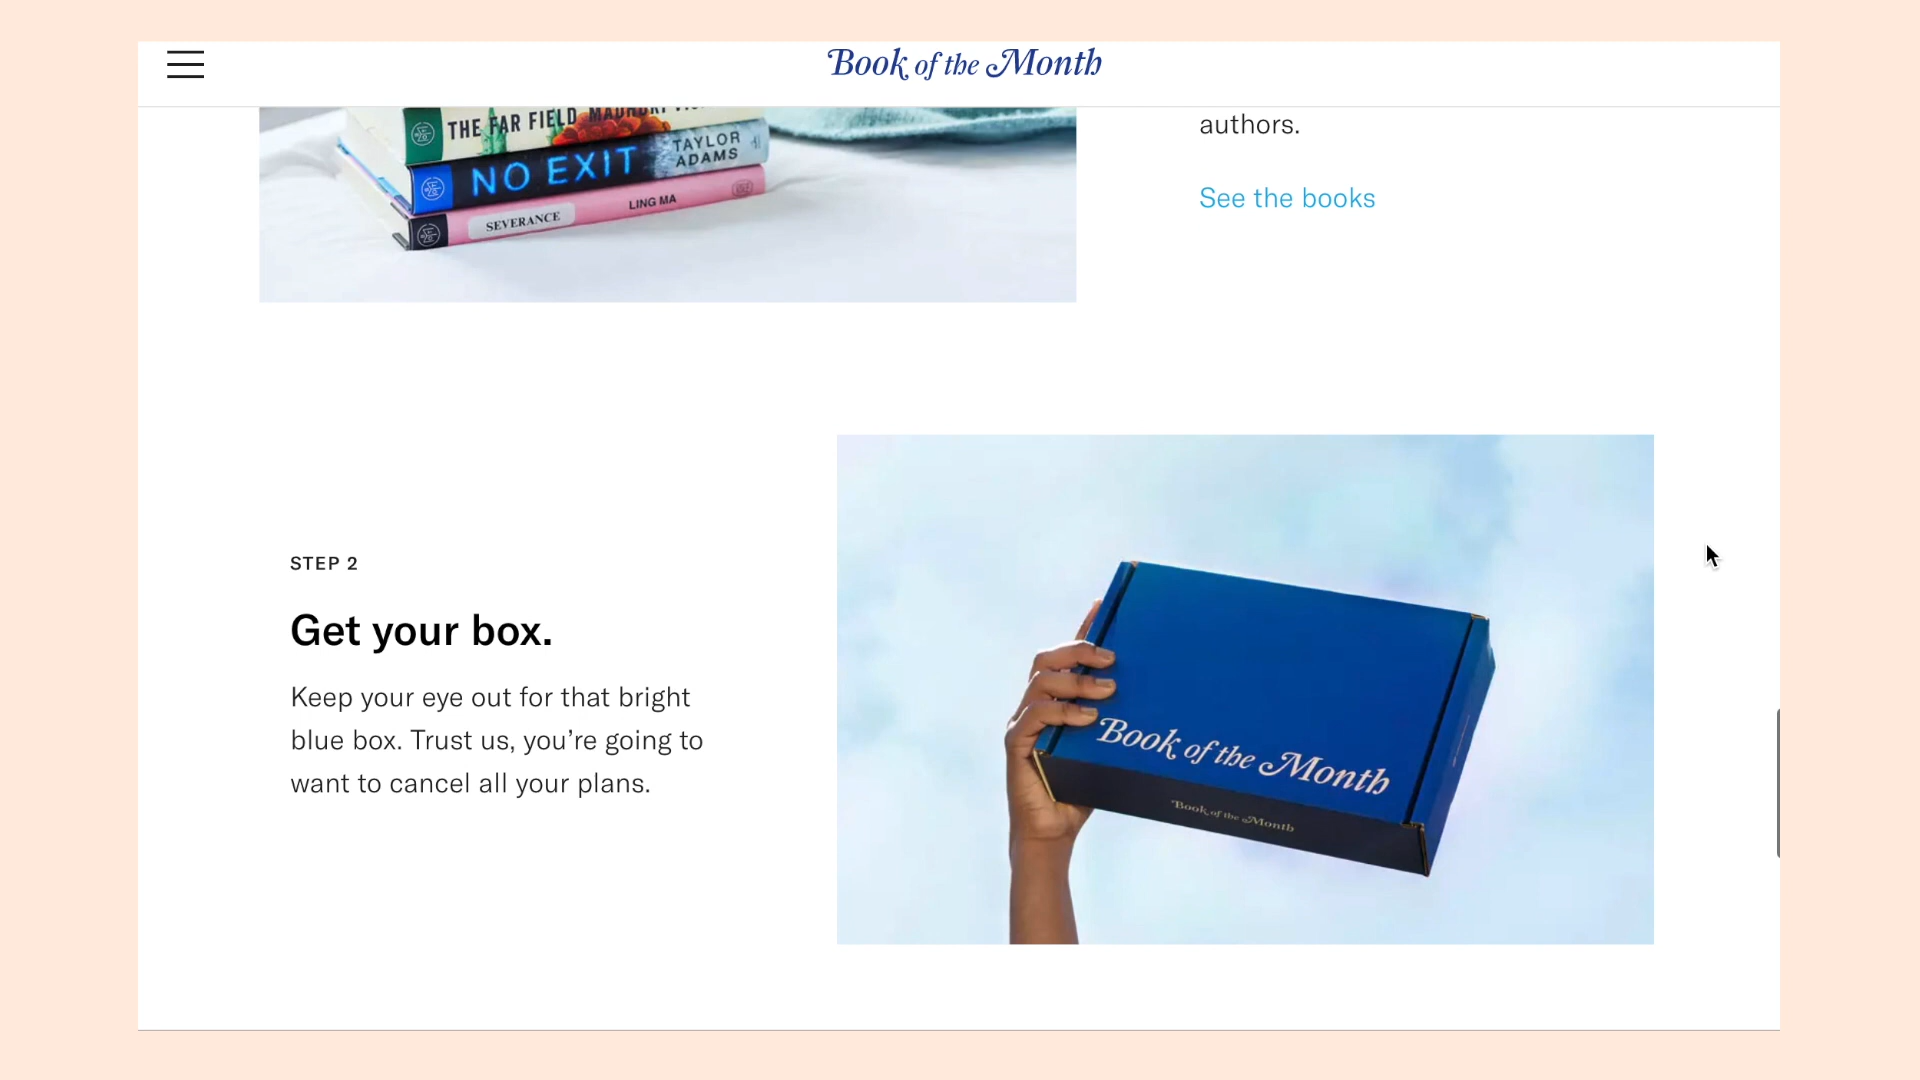 Book of the Month
THE FAR FIELD MADHURI
NO EXIT TAYLOR ADAMS
SEVERANCE LING MA
authors.
See the books
STEP 2
Get your box.
Keep your eye out for that bright
blue box. Trust us, you’re going to
want to cancel all your plans.
Book of the Month
Book of the Month